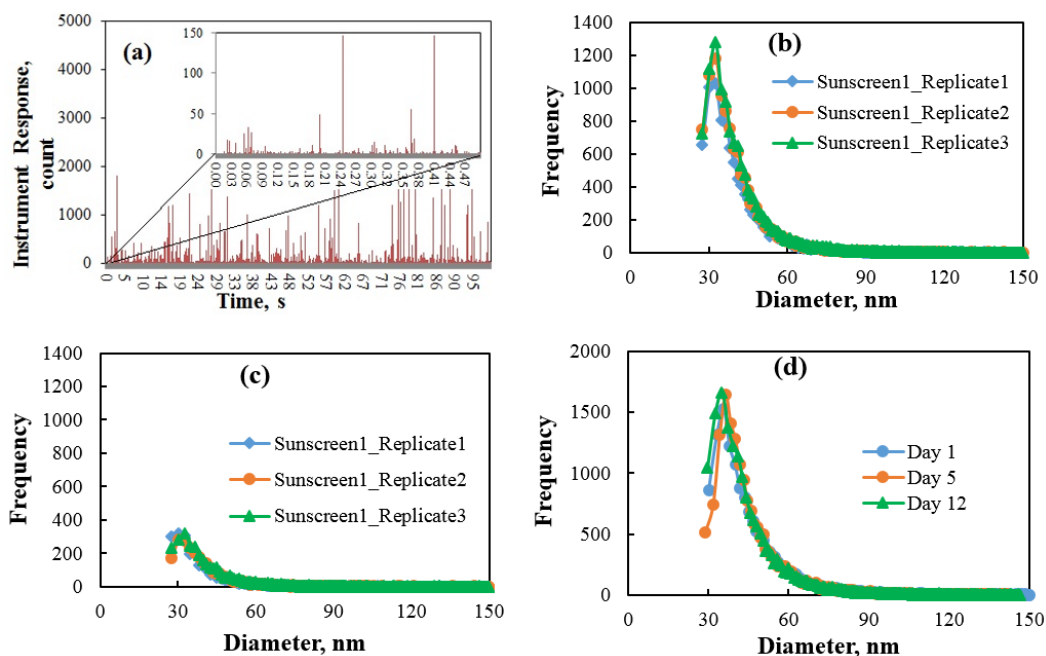 (a)
Instrument Response,
count
5000
4000
3000
2000
1000
0
150
100
50
0
0.00 0.03 0.06 0.09 0.12 0.15 0.18 0.21 0.24 0.27 0.30 0.32 0.35 0.38 0.41 0.44 0.47
0 5 10 14 19 24 29 33 38 43 48 52 57 62 67 71 76 81 86 90 95
Time, s
(b)
Frequency
1400
1200
1000
800
600
400
200
0
Sunscreen1_Replicate1
Sunscreen1_Replicate2
Sunscreen1_Replicate3
0 30 60 90 120 150
Diameter, nm
(c)
Frequency
1400
1200
1000
800
600
400
200
0
Sunscreen1_Replicate1
Sunscreen1_Replicate2
Sunscreen1_Replicate3
0 30 60 90 120 150
Diameter, nm
(d)
Frequency
2000
1500
1000
500
0
Day 1
Day 5
Day 12
0 30 60 90 120 150
Diameter, nm